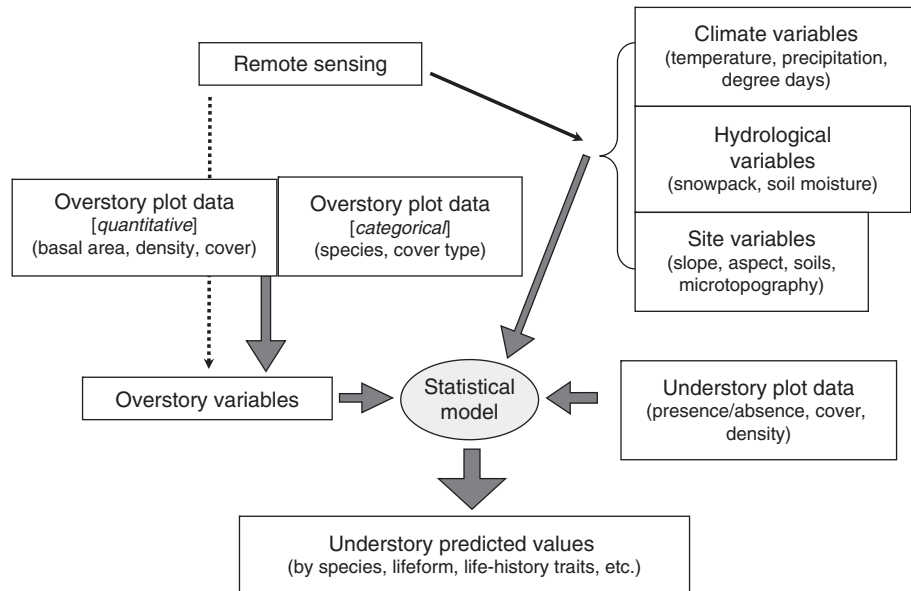 Remote sensing
Climate variables
(temperature, precipitation,
degree days)
Hydrological
variables
(snowpack, soil moisture)
Site variables
(slope, aspect, soils,
microtopography)
Overstory plot data
[quantitative]
(basal area, density, cover)
Overstory plot data
[categorical]
(species, cover type)
Overstory variables
Statistical
model
Understory plot data
(presence/absence, cover,
density)
Understory predicted values
(by species, lifeform, life-history traits, etc.)